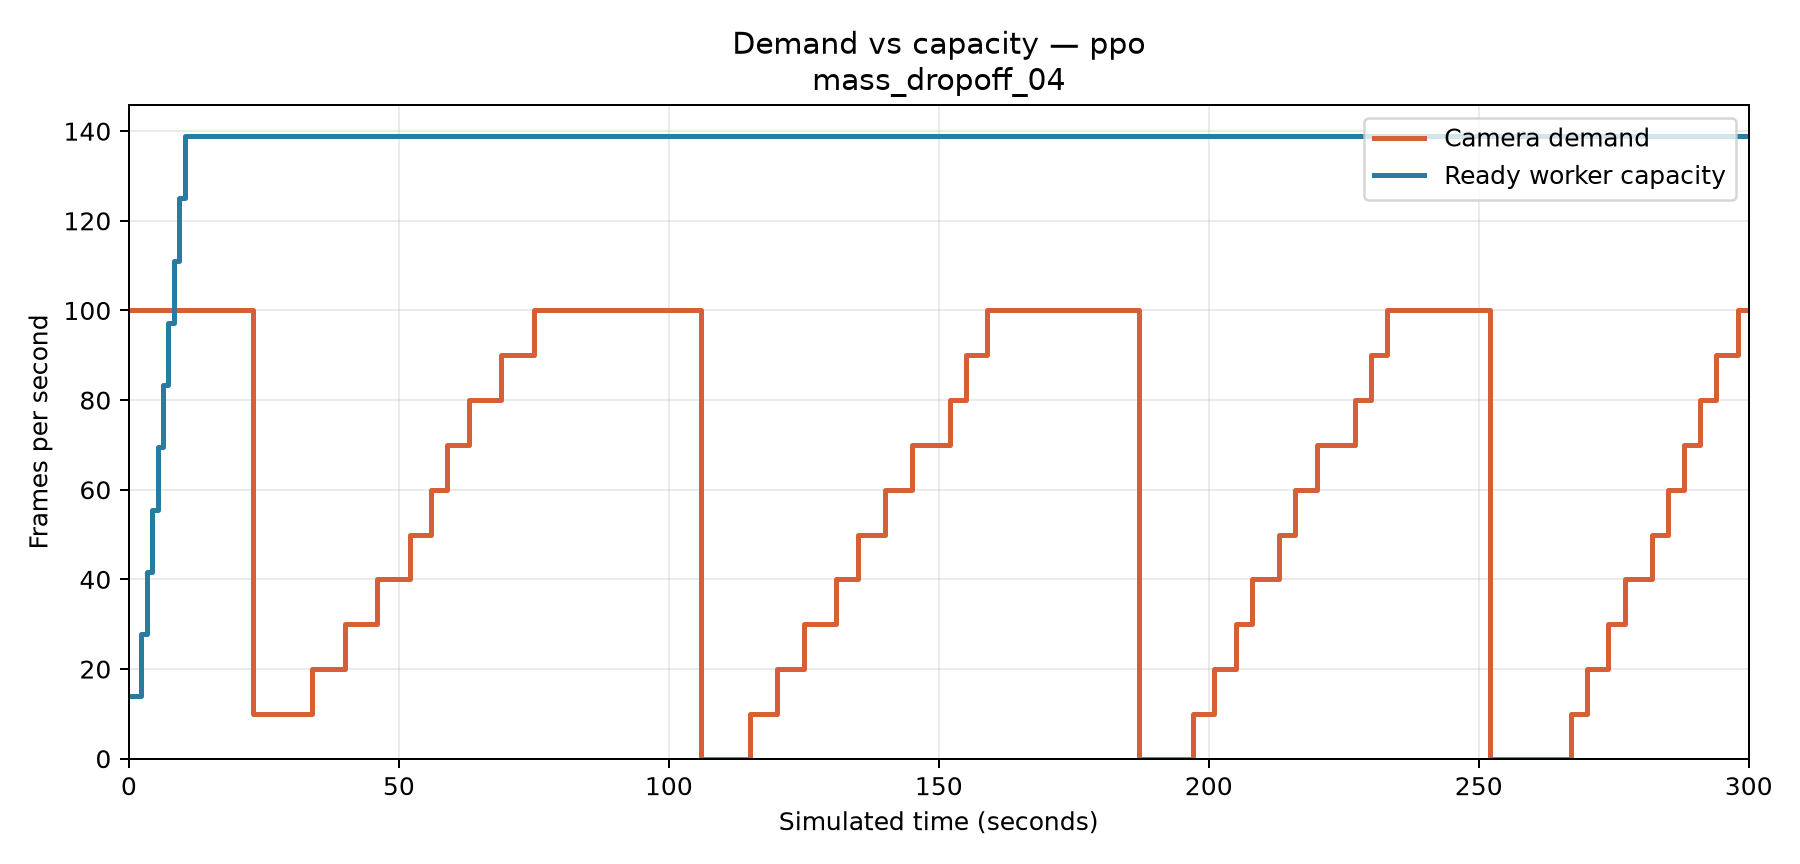 Demand vs capacity — ppo
mass_dropoff_04
Camera demand
Ready worker capacity
Frames per second
140
120
100
80
60
40
20
0
0 50 100 150 200 250 300
Simulated time (seconds)